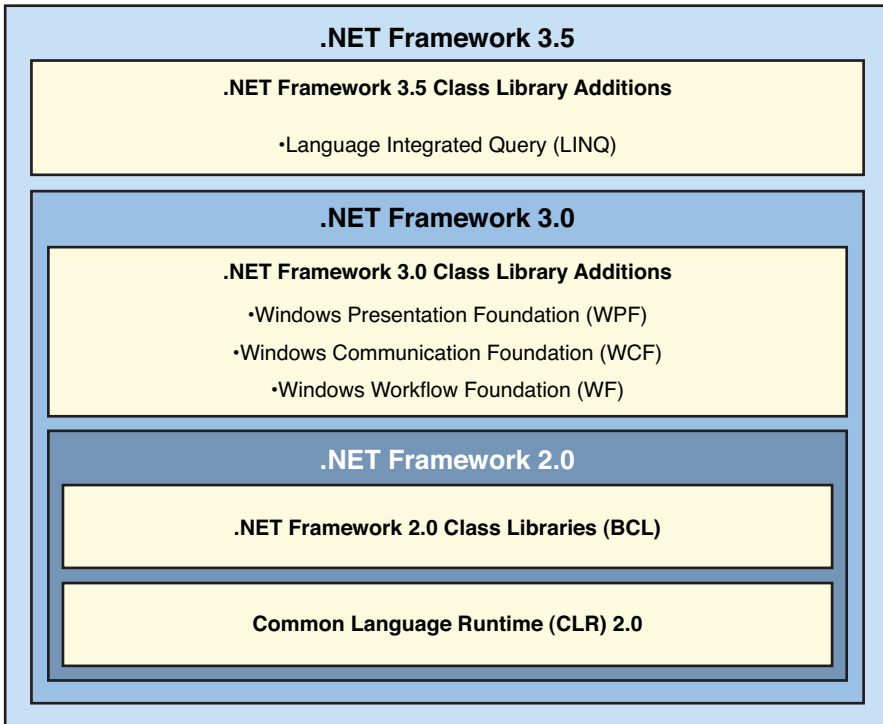 .NET Framework 3.5
.NET Framework 3.5 Class Library Additions
•Language Integrated Query (LINQ)
.NET Framework 3.0
.NET Framework 3.0 Class Library Additions
•Windows Presentation Foundation (WPF)
•Windows Communication Foundation (WCF)
•Windows Workflow Foundation (WF)
.NET Framework 2.0
.NET Framework 2.0 Class Libraries (BCL)
Common Language Runtime (CLR) 2.0